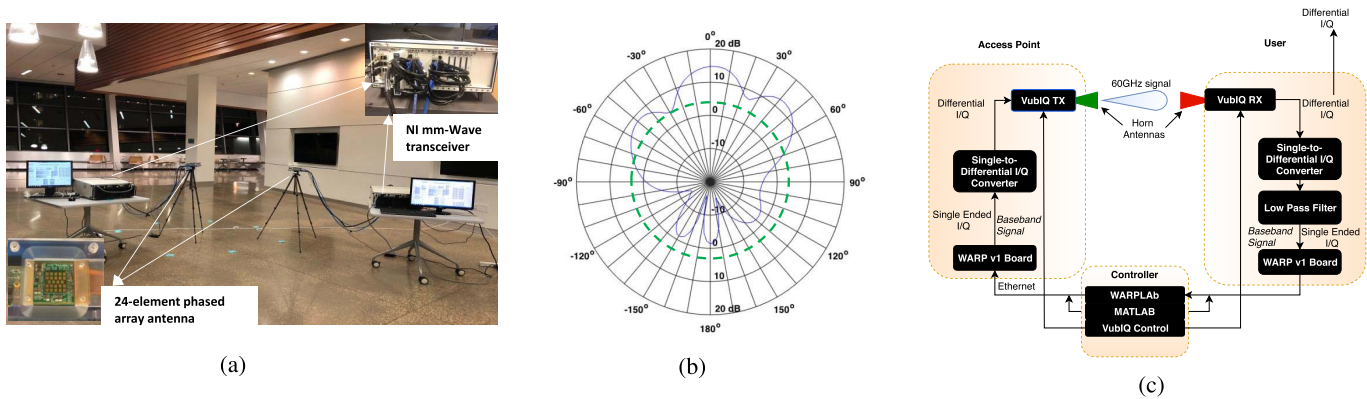 NI mm-Wave
transceiver
24-element phased
array antenna
(a)
0°
30°
60°
90°
120°
150°
180°
-150°
-120°
-90°
-60°
-30°
20 dB
10
0
-10
-10
0
10
20 dB
(b)
Differential
I/Q
Access Point
User
Differential
I/Q
VubIQ TX
60GHz signal
VubIQ RX
Differential
I/Q
Horn
Antennas
Single-to-
Differential I/Q
Converter
Single-to-
Differential I/Q
Converter
Low Pass Filter
Single Ended
I/Q
Baseband
Signal
Baseband
Signal
Single Ended
I/Q
WARP v1 Board
WARP v1 Board
Ethernet
Controller
WARPLAb
MATLAB
VubIQ Control
(c)